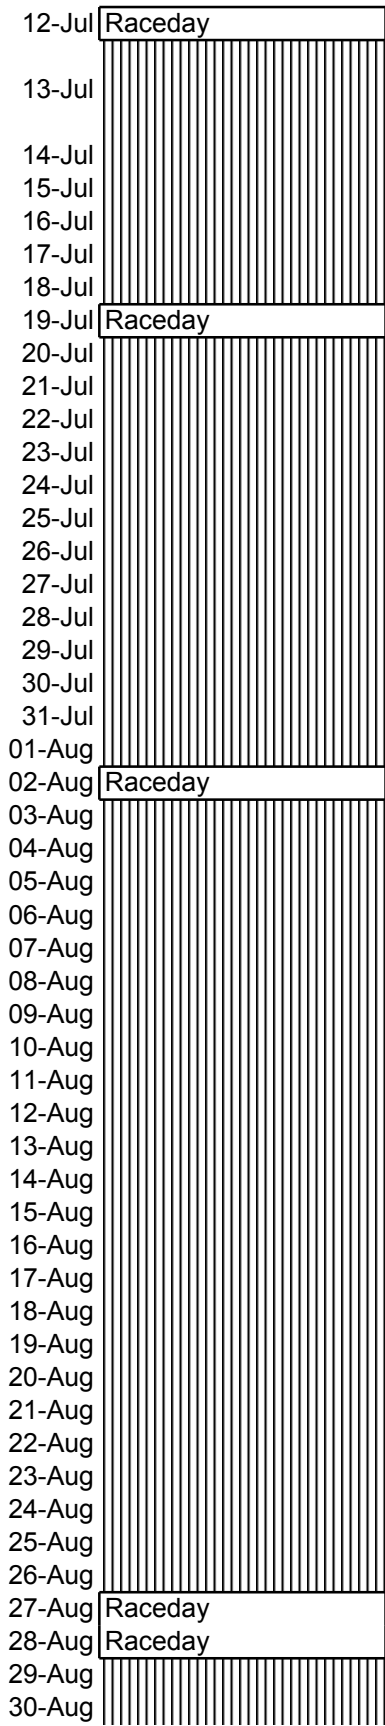 12-Jul Raceday
13-Jul
14-Jul
15-Jul
16-Jul
17-Jul
18-Jul
19-Jul Raceday
20-Jul
21-Jul
22-Jul
23-Jul
24-Jul
25-Jul
26-Jul
27-Jul
28-Jul
29-Jul
30-Jul
31-Jul
01-Aug
02-Aug Raceday
03-Aug
04-Aug
05-Aug
06-Aug
07-Aug
08-Aug
09-Aug
10-Aug
11-Aug
12-Aug
13-Aug
14-Aug
15-Aug
16-Aug
17-Aug
18-Aug
19-Aug
20-Aug
21-Aug
22-Aug
23-Aug
24-Aug
25-Aug
26-Aug
27-Aug Raceday
28-Aug Raceday
29-Aug
30-Aug